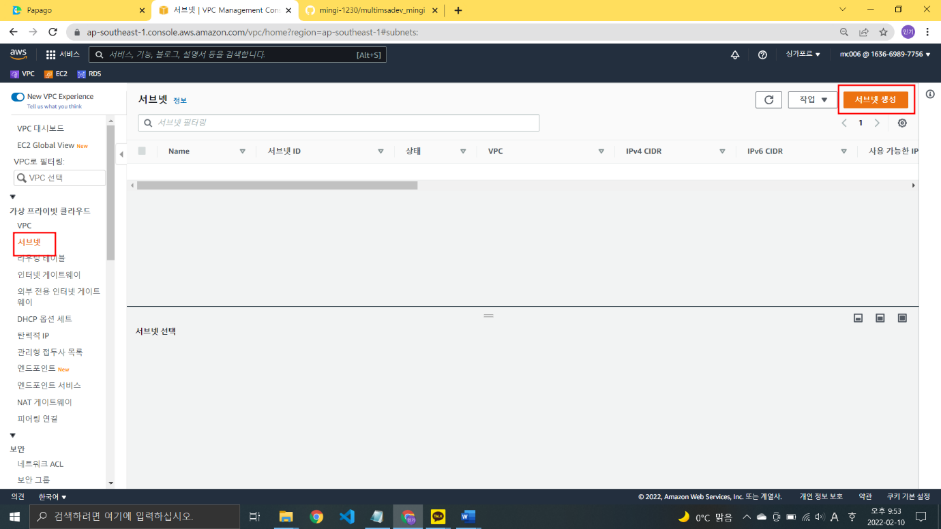 Papago
서브넷 | VPC Management Con
mingi-1230/multimsadev_mingi
ap-southeast-1.console.aws.amazon.com/vpc/home?region=ap-southeast-1#subnets:
민기
aws
서비스
서비스, 기능, 블로그, 설명서 등을 검색합니다.
[Alt+S]
싱가포르
mc006 @ 1636-6989-7756
VPC
EC2
RDS
New VPC Experience
Tell us what you think
VPC 대시보드
EC2 Global View New
VPC로 필터링:
VPC 선택
가상 프라이빗 클라우드
VPC
서브넷
라우팅 테이블
인터넷 게이트웨이
외부 전용 인터넷 게이트
웨이
DHCP 옵션 세트
탄력적 IP
관리형 접두사 목록
엔드포인트 New
엔드포인트 서비스
NAT 게이트웨이
피어링 연결
보안
네트워크 ACL
보안 그룹
서브넷 정보
작업
서브넷 생성
서브넷 필터링
1
Name
서브넷 ID
상태
VPC
IPv4 CIDR
IPv6 CIDR
사용 가능한 IP
서브넷 선택
의견
한국어
© 2022, Amazon Web Services, Inc. 또는 계열사.
개인 정보 보호
약관
쿠키 기본 설정
검색하려면 여기에 입력하십시오.
0°C 맑음
A
오후 9:53
2022-02-10